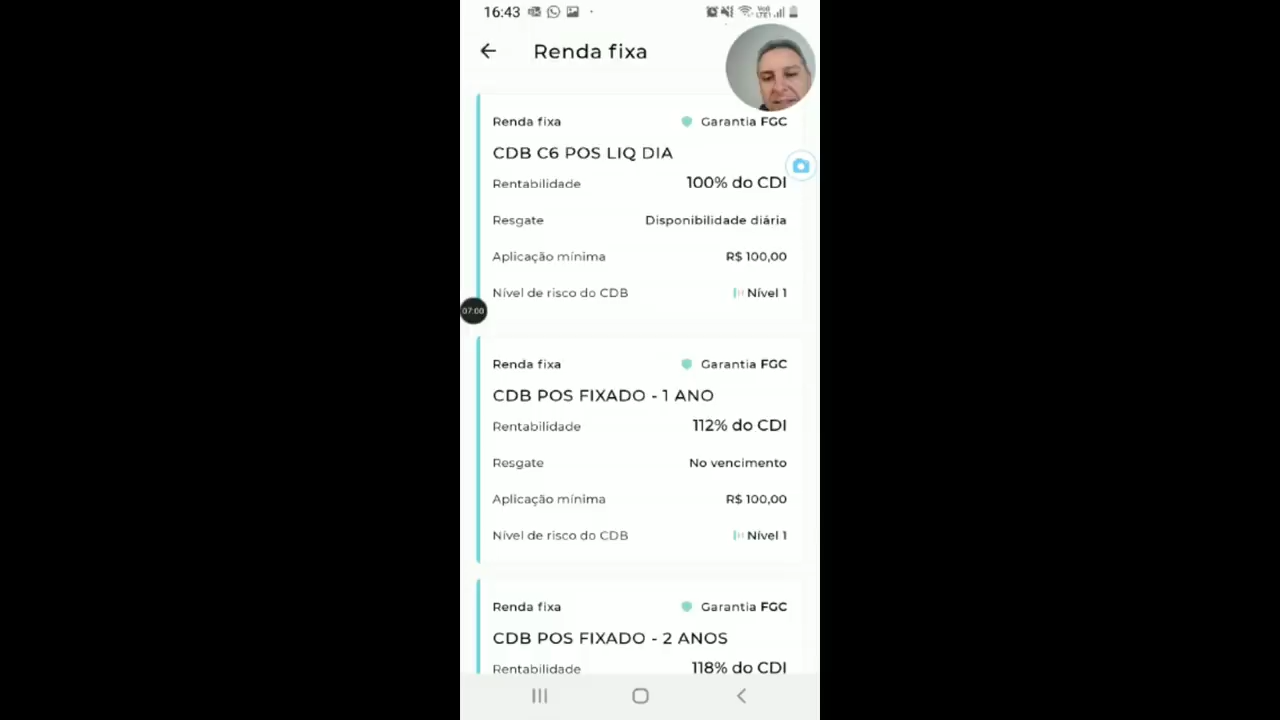 16:43
Renda fixa
Renda fixa Garantia FGC
CDB C6 POS LIQ DIA
Rentabilidade 100% do CDI
Resgate Disponibilidade diária
Aplicação mínima R$ 100,00
Nível de risco do CDB Nível 1
07:00
Renda fixa Garantia FGC
CDB POS FIXADO - 1 ANO
Rentabilidade 112% do CDI
Resgate No vencimento
Aplicação mínima R$ 100,00
Nível de risco do CDB Nível 1
Renda fixa Garantia FGC
CDB POS FIXADO - 2 ANOS
Rentabilidade 118% do CDI